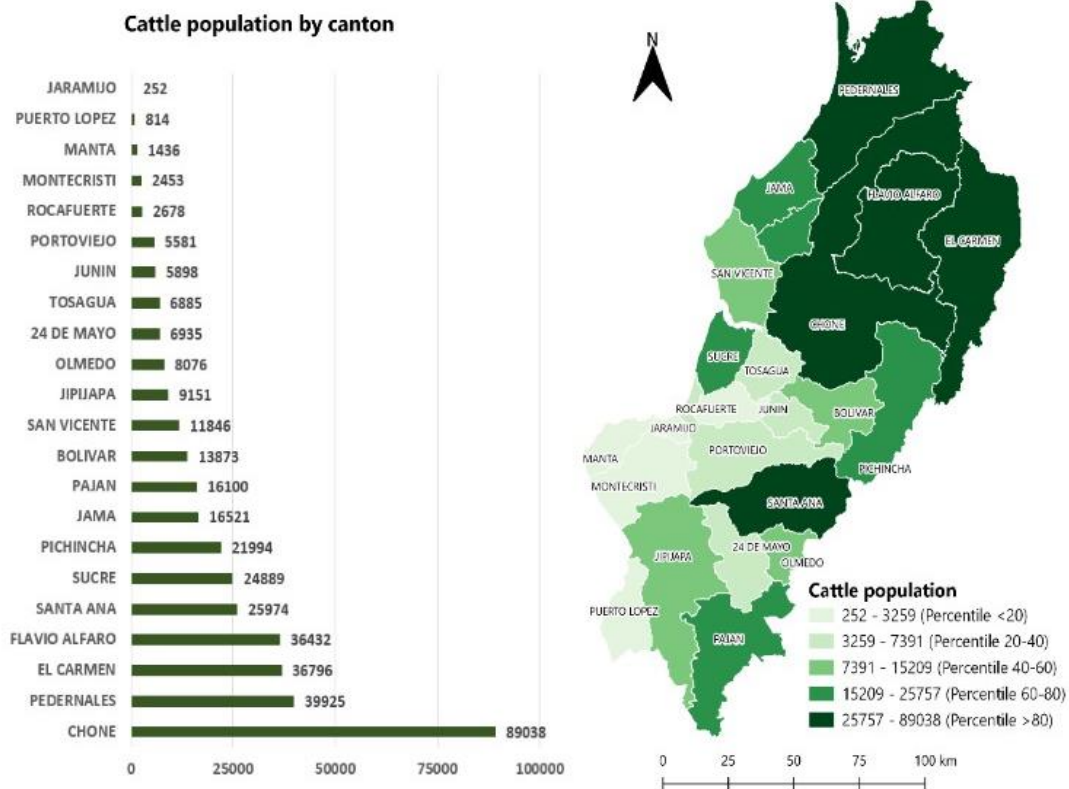 Cattle population by canton
JARAMIJO 252
PUERTO LOPEZ 814
MANTA 1436
MONTECRISTI 2453
ROCAFUERTE 2678
PORTOVIEJO 5581
JUNIN 5898
TOSAGUA 6885
24 DE MAYO 6935
OLMEDO 8076
JIPIJAPA 9151
SAN VICENTE 11846
BOLIVAR 13873
PAJAN 16100
JAMA 16521
PICHINCHA 21994
SUCRE 24889
SANTA ANA 25974
FLAVIO ALFARO 36432
EL CARMEN 36796
PEDERNALES 39925
CHONE 89038
0 25000 50000 75000 100000
N
PEDERNALES
JAMA
FLAVIO ALFARO
EL CARMEN
SAN VICENTE
CHONE
SUCRE
TOSAGUA
ROCAFUERTE
JUNIN
BOLIVAR
JARAMIJO
PORTOVIEJO
MANTA
PICHINCHA
MONTECRISTI
SANTA ANA
24 DE MAYO
JIPIJAPA
OLMEDO
PUERTO LOPEZ
PAJAN
Cattle population
252 - 3259 (Percentile <20)
3259 - 7391 (Percentile 20-40)
7391 - 15209 (Percentile 40-60)
15209 - 25757 (Percentile 60-80)
25757 - 89038 (Percentile >80)
0 25 50 75 100 km